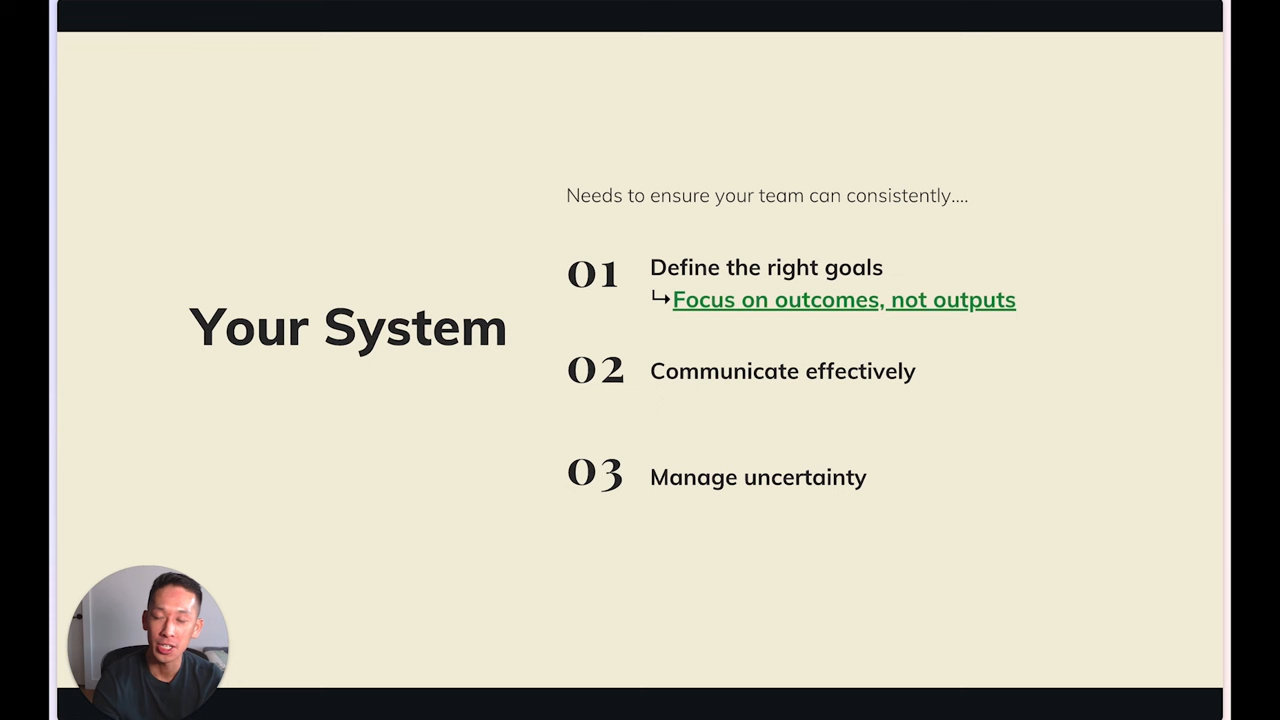 Your System
Needs to ensure your team can consistently....
01 Define the right goals
↳Focus on outcomes, not outputs
02 Communicate effectively
03 Manage uncertainty